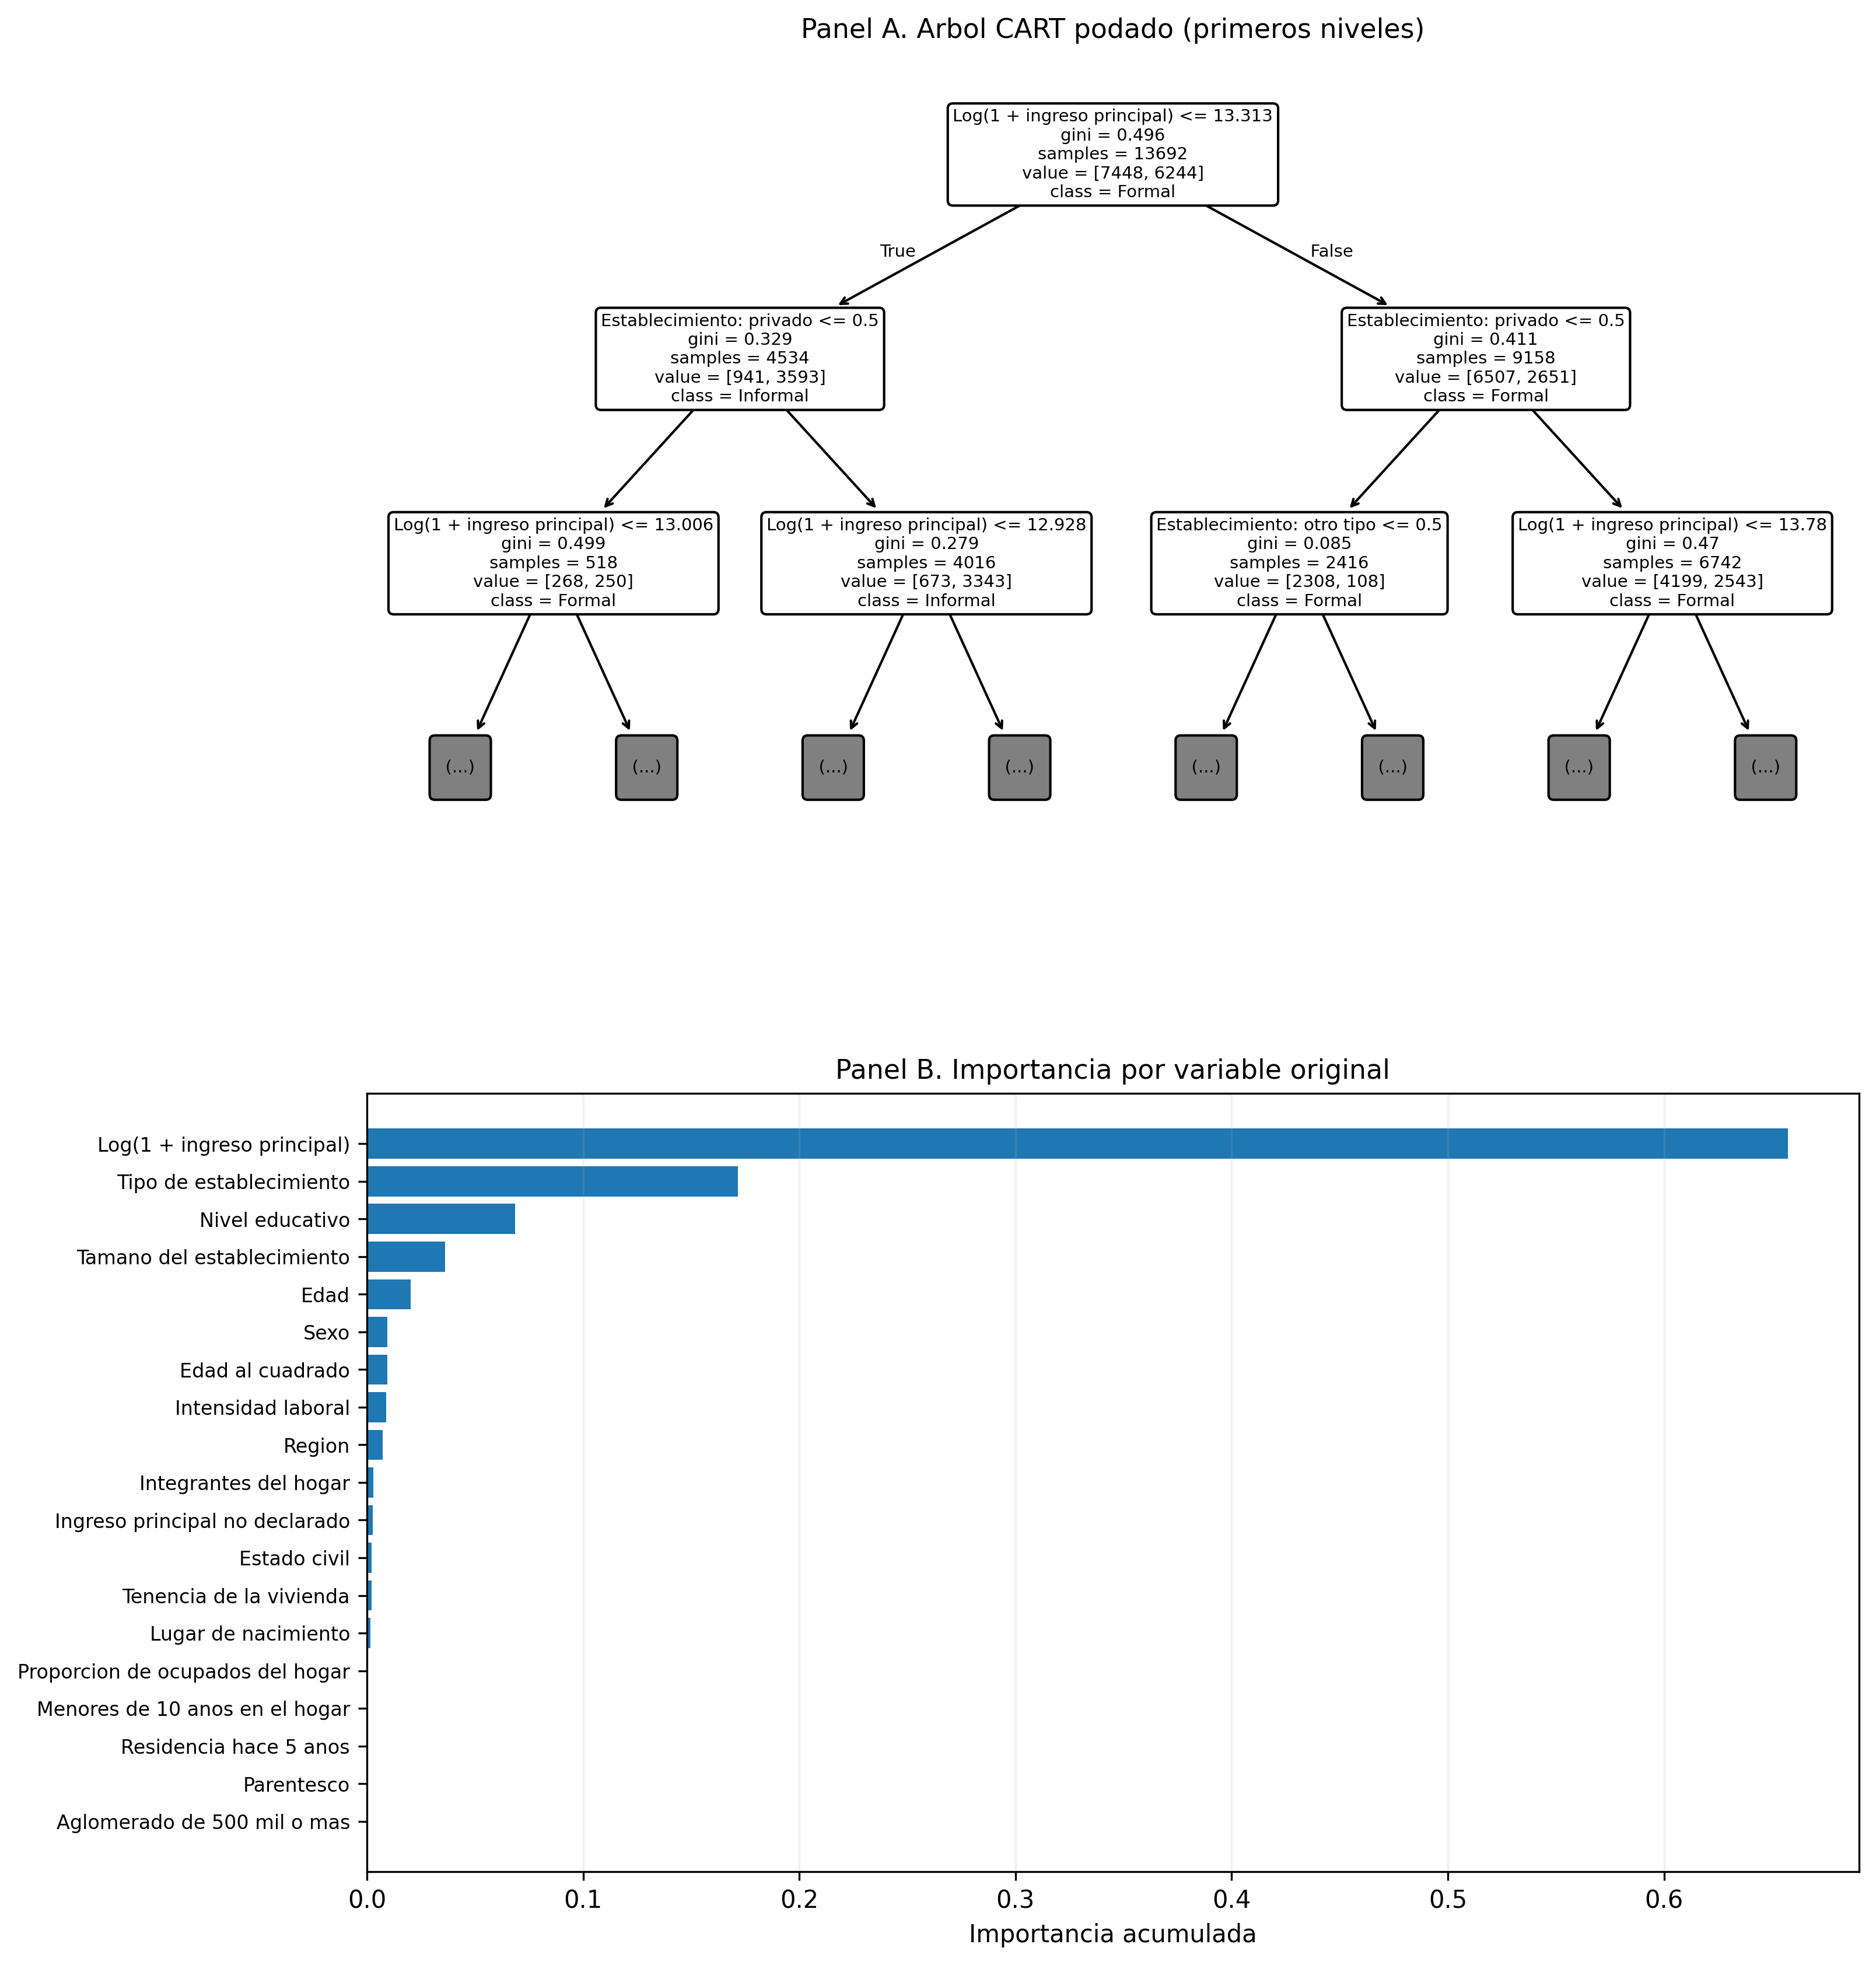 Panel A. Arbol CART podado (primeros niveles)
Log(1 + ingreso principal) <= 13.313
gini = 0.496
samples = 13692
value = [7448, 6244]
class = Formal
True
False
Establecimiento: privado <= 0.5
gini = 0.329
samples = 4534
value = [941, 3593]
class = Informal
Establecimiento: privado <= 0.5
gini = 0.411
samples = 9158
value = [6507, 2651]
class = Formal
Log(1 + ingreso principal) <= 13.006
gini = 0.499
samples = 518
value = [268, 250]
class = Formal
Log(1 + ingreso principal) <= 12.928
gini = 0.279
samples = 4016
value = [673, 3343]
class = Informal
Establecimiento: otro tipo <= 0.5
gini = 0.085
samples = 2416
value = [2308, 108]
class = Formal
Log(1 + ingreso principal) <= 13.78
gini = 0.47
samples = 6742
value = [4199, 2543]
class = Formal
(...)
(...)
(...)
(...)
(...)
(...)
(...)
(...)
Panel B. Importancia por variable original
Log(1 + ingreso principal)
Tipo de establecimiento
Nivel educativo
Tamano del establecimiento
Edad
Sexo
Edad al cuadrado
Intensidad laboral
Region
Integrantes del hogar
Ingreso principal no declarado
Estado civil
Tenencia de la vivienda
Lugar de nacimiento
Proporcion de ocupados del hogar
Menores de 10 anos en el hogar
Residencia hace 5 anos
Parentesco
Aglomerado de 500 mil o mas
0.0 0.1 0.2 0.3 0.4 0.5 0.6
Importancia acumulada